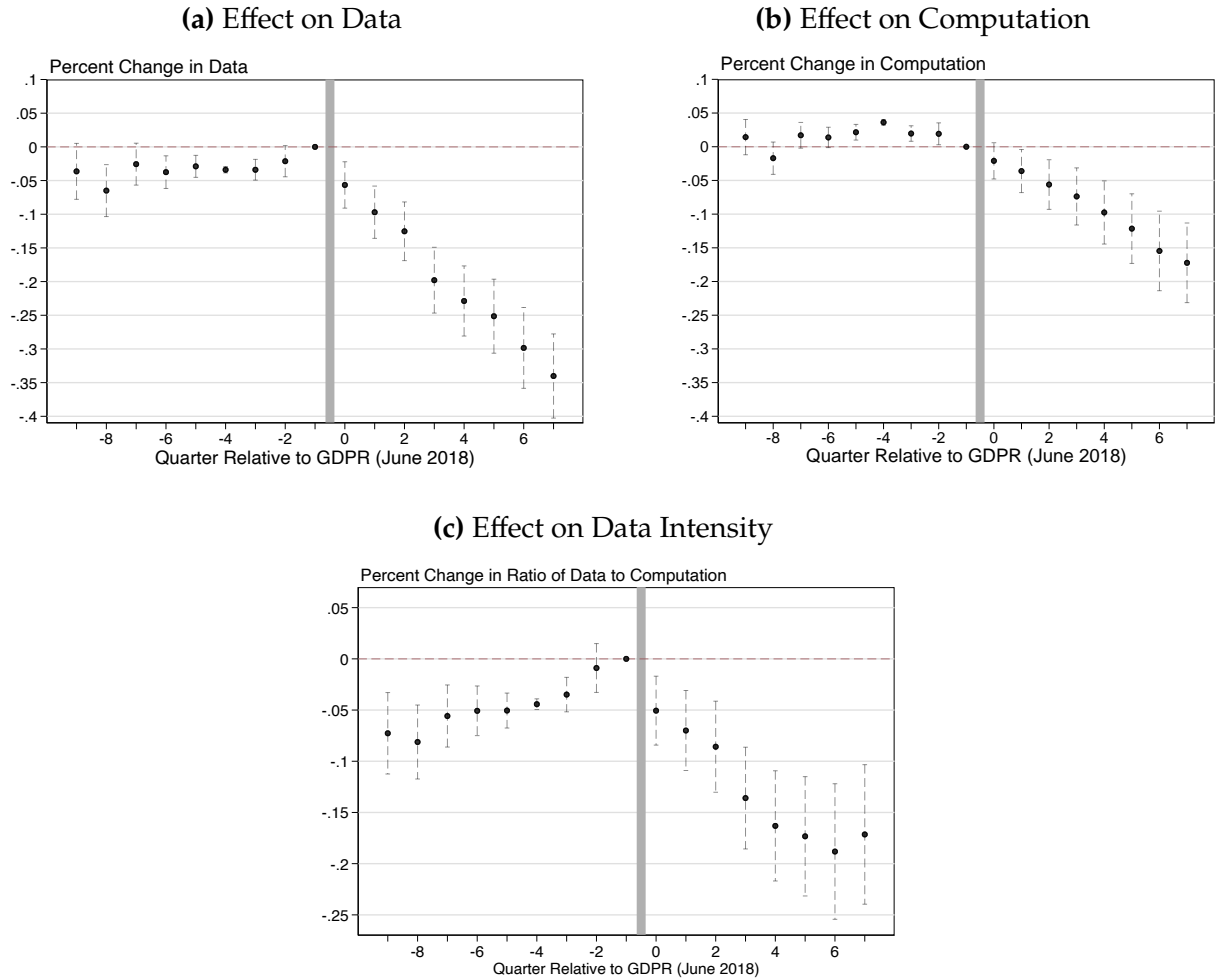 (a) Effect on Data
Percent Change in Data
.1
.05
0
-.05
-.1
-.15
-.2
-.25
-.3
-.35
-.4
-8 -6 -4 -2 0 2 4 6
Quarter Relative to GDPR (June 2018)
(b) Effect on Computation
Percent Change in Computation
0.1
0.05
0
-.05
-.1
-.15
-.2
-.25
-.3
-.35
-.4
-8 -6 -4 -2 0 2 4 6
Quarter Relative to GDPR (June 2018)
(c) Effect on Data Intensity
Percent Change in Ratio of Data to Computation
.05
0
-.05
-.1
-.15
-.2
-.25
-8 -6 -4 -2 0 2 4 6
Quarter Relative to GDPR (June 2018)